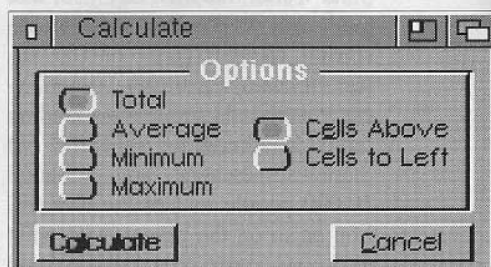 Calculate
Options
Total
Average
Minimum
Maximum
Cells Above
Cells to Left
Calculate
Cancel